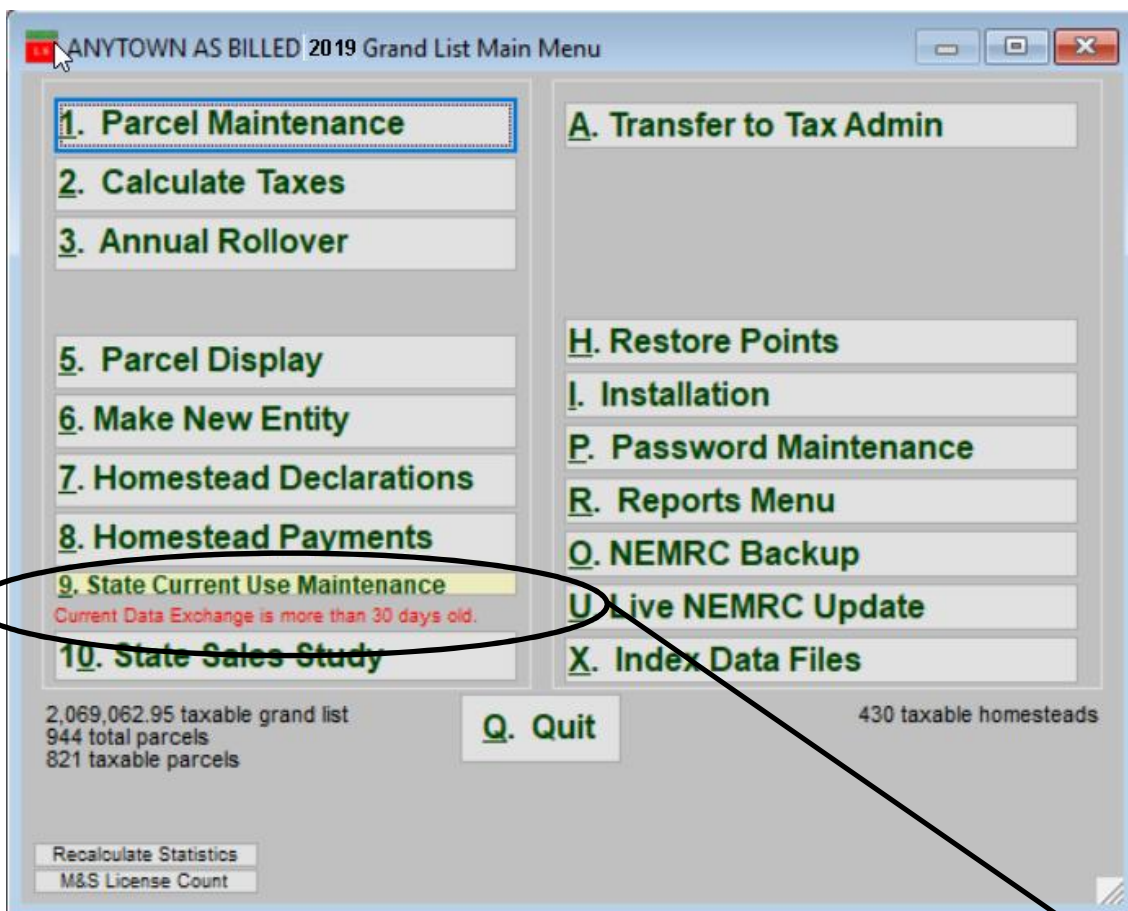 ANYTOWN AS BILLED 2019 Grand List Main Menu
1. Parcel Maintenance
2. Calculate Taxes
3. Annual Rollover
5. Parcel Display
6. Make New Entity
7. Homestead Declarations
8. Homestead Payments
9. State Current Use Maintenance
Current Data Exchange is more than 30 days old.
10. State Sales Study
A. Transfer to Tax Admin
H. Restore Points
I. Installation
P. Password Maintenance
R. Reports Menu
O. NEMRC Backup
U. Live NEMRC Update
X. Index Data Files
2,069,062.95 taxable grand list
944 total parcels
821 taxable parcels
Q. Quit
430 taxable homesteads
Recalculate Statistics
M&S License Count